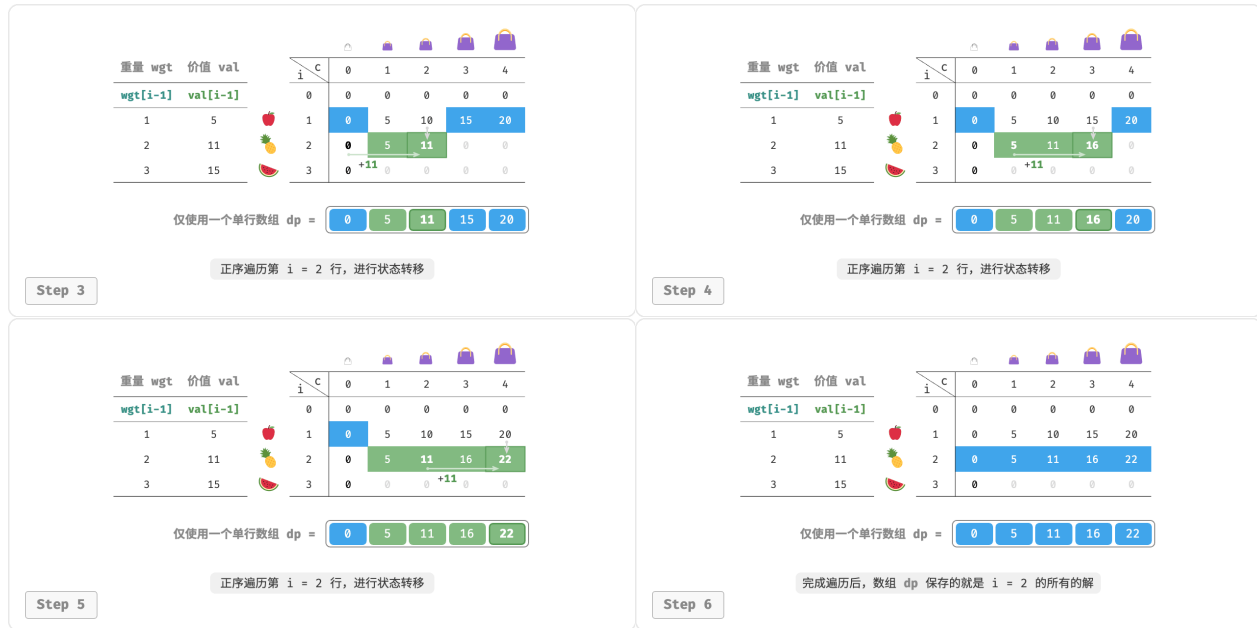 重量 wgt 价值 val
i c 0 1 2 3 4
wgt[i-1] val[i-1] 0 0 0 0 0 0
1 5 1 0 5 10 15 20
2 11 2 0 5 11 0 0
3 15 3 0 0 0 0 0
+11
仅使用一个单行数组 dp = 0 5 11 15 20
正序遍历第 i = 2 行，进行状态转移
Step 3
重量 wgt 价值 val
i c 0 1 2 3 4
wgt[i-1] val[i-1] 0 0 0 0 0 0
1 5 1 0 5 10 15 20
2 11 2 0 5 11 16 0
3 15 3 0 0 0 0 0
+11
仅使用一个单行数组 dp = 0 5 11 16 20
正序遍历第 i = 2 行，进行状态转移
Step 4
重量 wgt 价值 val
i c 0 1 2 3 4
wgt[i-1] val[i-1] 0 0 0 0 0 0
1 5 1 0 5 10 15 20
2 11 2 0 5 11 16 22
+11
3 15 3 0 0 0 0 0
仅使用一个单行数组 dp = 0 5 11 16 22
正序遍历第 i = 2 行，进行状态转移
Step 5
重量 wgt 价值 val
i c 0 1 2 3 4
wgt[i-1] val[i-1] 0 0 0 0 0 0
1 5 1 0 5 10 15 20
2 11 2 0 5 11 16 22
3 15 3 0 0 0 0 0
仅使用一个单行数组 dp = 0 5 11 16 22
完成遍历后，数组 dp 保存的就是 i = 2 的所有的解
Step 6